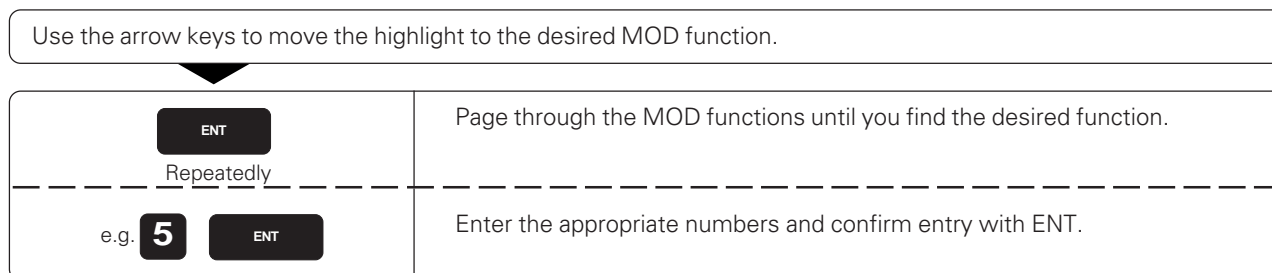 Use the arrow keys to move the highlight to the desired MOD function.
ENT
Repeatedly
Page through the MOD functions until you find the desired function.
e.g. 5 ENT
Enter the appropriate numbers and confirm entry with ENT.